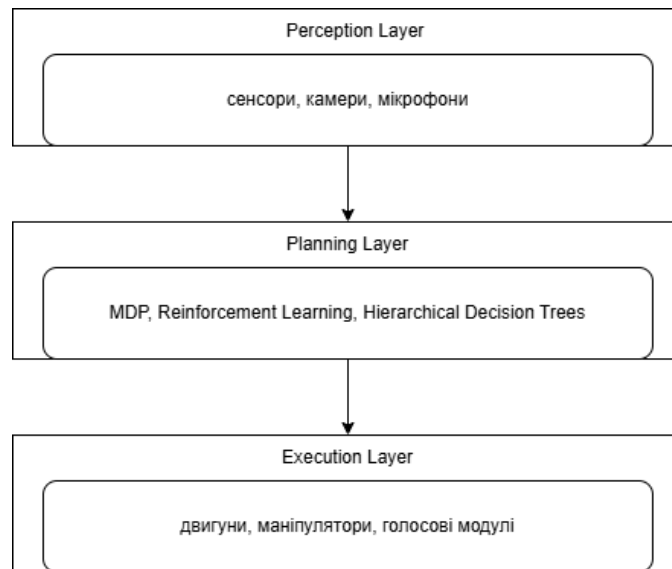 Perception Layer
сенсори, камери, мікрофони
Planning Layer
MDP, Reinforcement Learning, Hierarchical Decision Trees
Execution Layer
двигуни, маніпулятори, голосові модулі